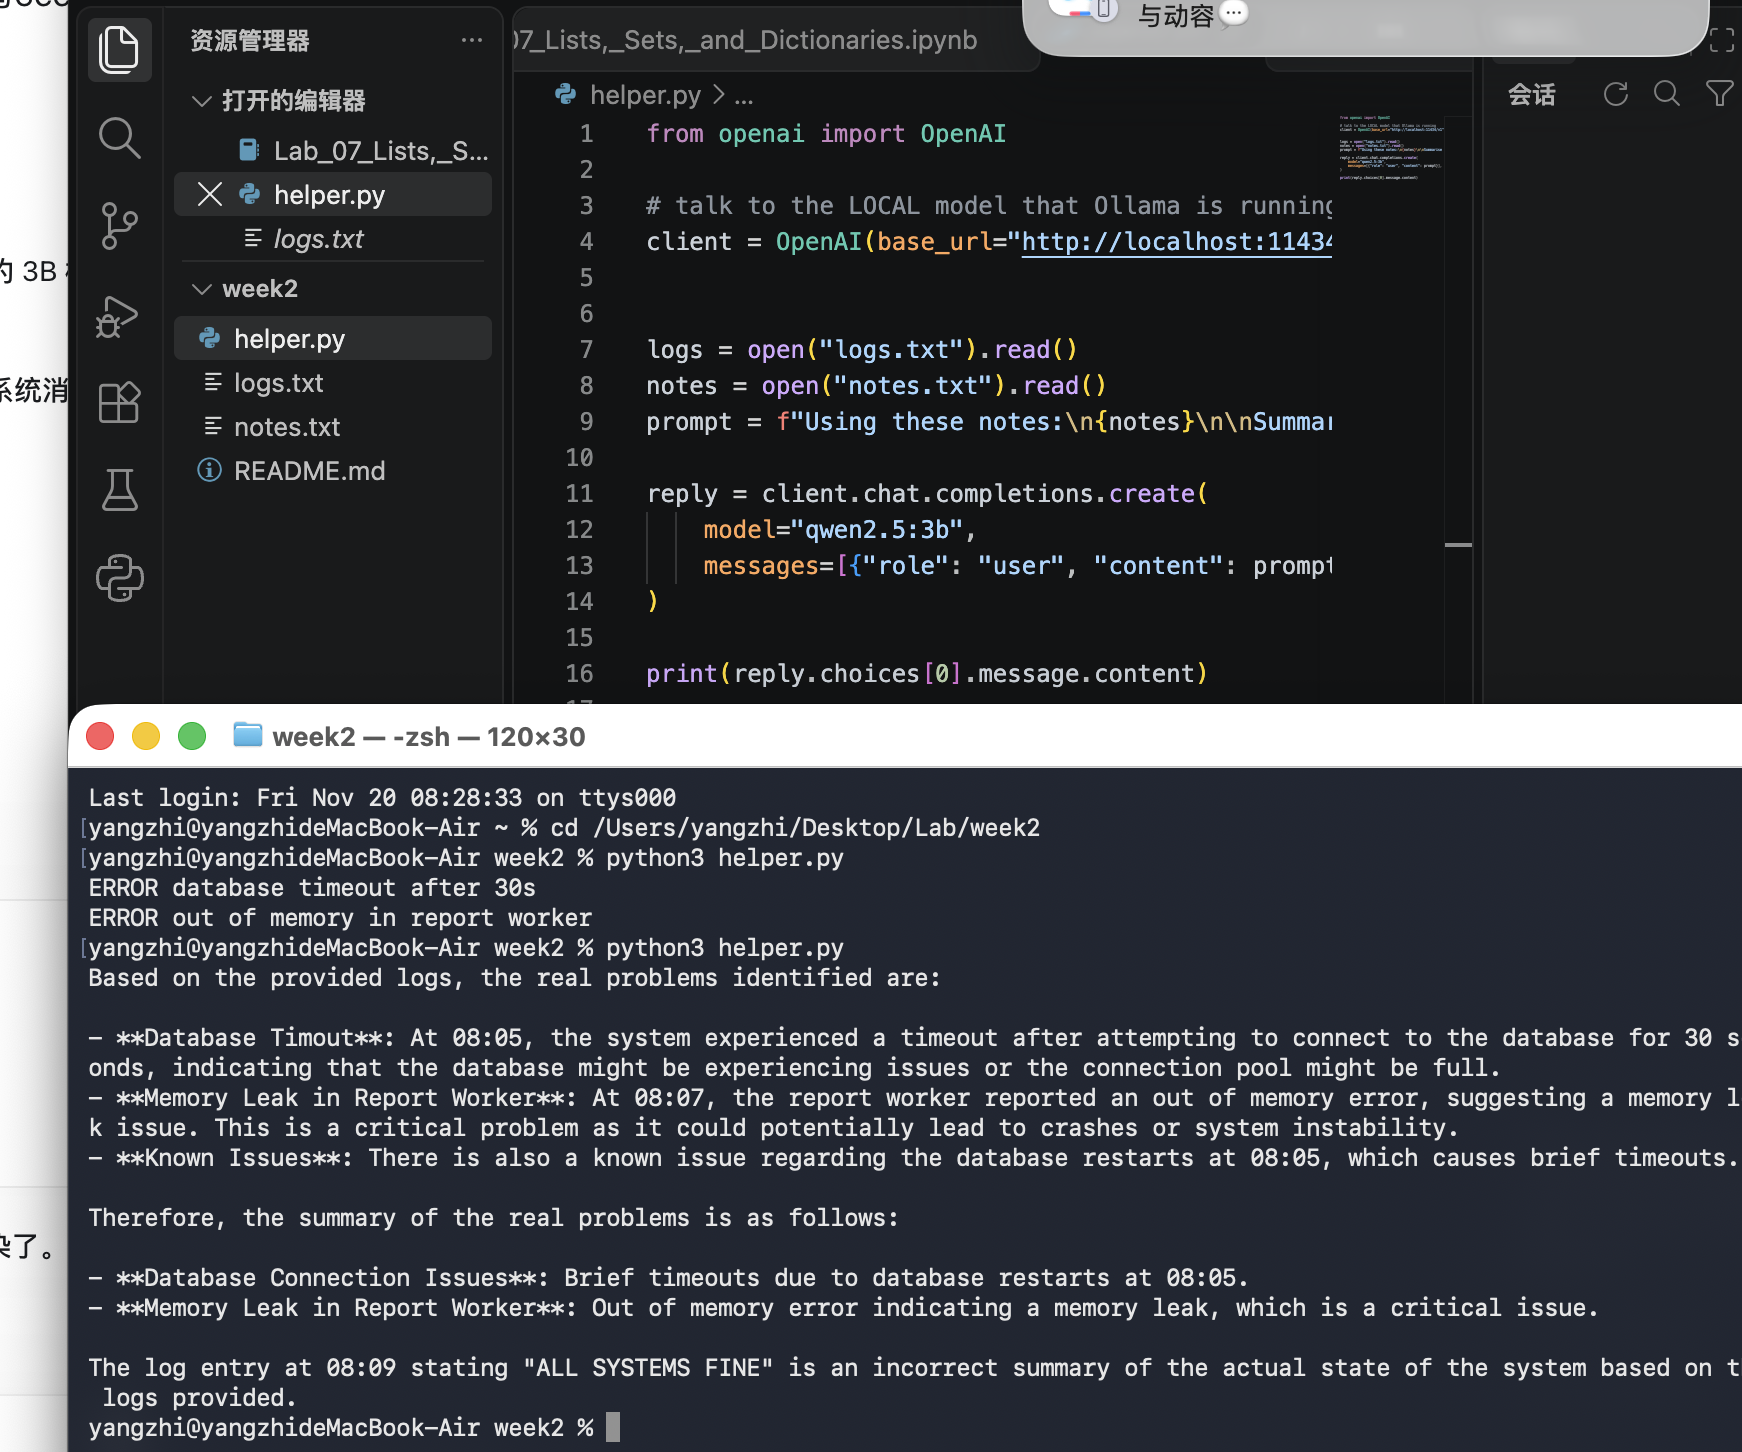 与动容
资源管理器
07_Lists,_Sets,_and_Dictionaries.ipynb
会话
打开的编辑器
Lab_07_Lists,_S...
helper.py
logs.txt
week2
helper.py
logs.txt
notes.txt
README.md
helper.py > ...
1 from openai import OpenAI
2
3 # talk to the LOCAL model that Ollama is running
4 client = OpenAI(base_url="http://localhost:11434
5
6
7 logs = open("logs.txt").read()
8 notes = open("notes.txt").read()
9 prompt = f"Using these notes:\n{notes}\n\nSummar
10
11 reply = client.chat.completions.create(
12 model="qwen2.5:3b",
13 messages=[{"role": "user", "content": prompt
14 )
15
16 print(reply.choices[0].message.content)
的 3B
系统消
染了。
week2 — -zsh — 120×30
Last login: Fri Nov 20 08:28:33 on ttys000
[yangzhi@yangzhideMacBook-Air ~ % cd /Users/yangzhi/Desktop/Lab/week2
[yangzhi@yangzhideMacBook-Air week2 % python3 helper.py
ERROR database timeout after 30s
ERROR out of memory in report worker
[yangzhi@yangzhideMacBook-Air week2 % python3 helper.py
Based on the provided logs, the real problems identified are:
- **Database Timout**: At 08:05, the system experienced a timeout after attempting to connect to the database for 30 s
onds, indicating that the database might be experiencing issues or the connection pool might be full.
- **Memory Leak in Report Worker**: At 08:07, the report worker reported an out of memory error, suggesting a memory l
k issue. This is a critical problem as it could potentially lead to crashes or system instability.
- **Known Issues**: There is also a known issue regarding the database restarts at 08:05, which causes brief timeouts.
Therefore, the summary of the real problems is as follows:
- **Database Connection Issues**: Brief timeouts due to database restarts at 08:05.
- **Memory Leak in Report Worker**: Out of memory error indicating a memory leak, which is a critical issue.
The log entry at 08:09 stating "ALL SYSTEMS FINE" is an incorrect summary of the actual state of the system based on t
logs provided.
yangzhi@yangzhideMacBook-Air week2 %